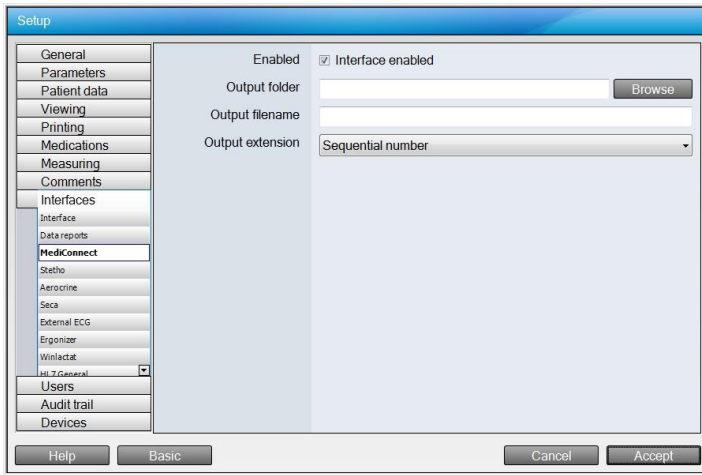 Setup
General
Parameters
Patient data
Viewing
Printing
Medications
Measuring
Comments
Interfaces
Interface
Data reports
MediConnect
Stetho
Aerocrine
Seca
External ECG
Ergonizer
Winlactat
HL7 General
Users
Audit trail
Devices
Enabled Interface enabled
Output folder Browse
Output filename
Output extension Sequential number
Help Basic Cancel Accept